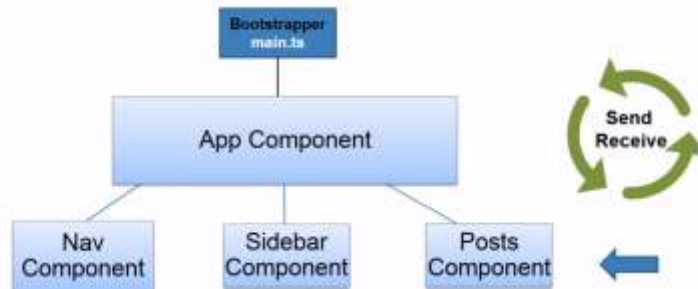 Bootstrapper
main.ts
App Component
Send
Receive
Nav
Component
Sidebar
Component
Posts
Component